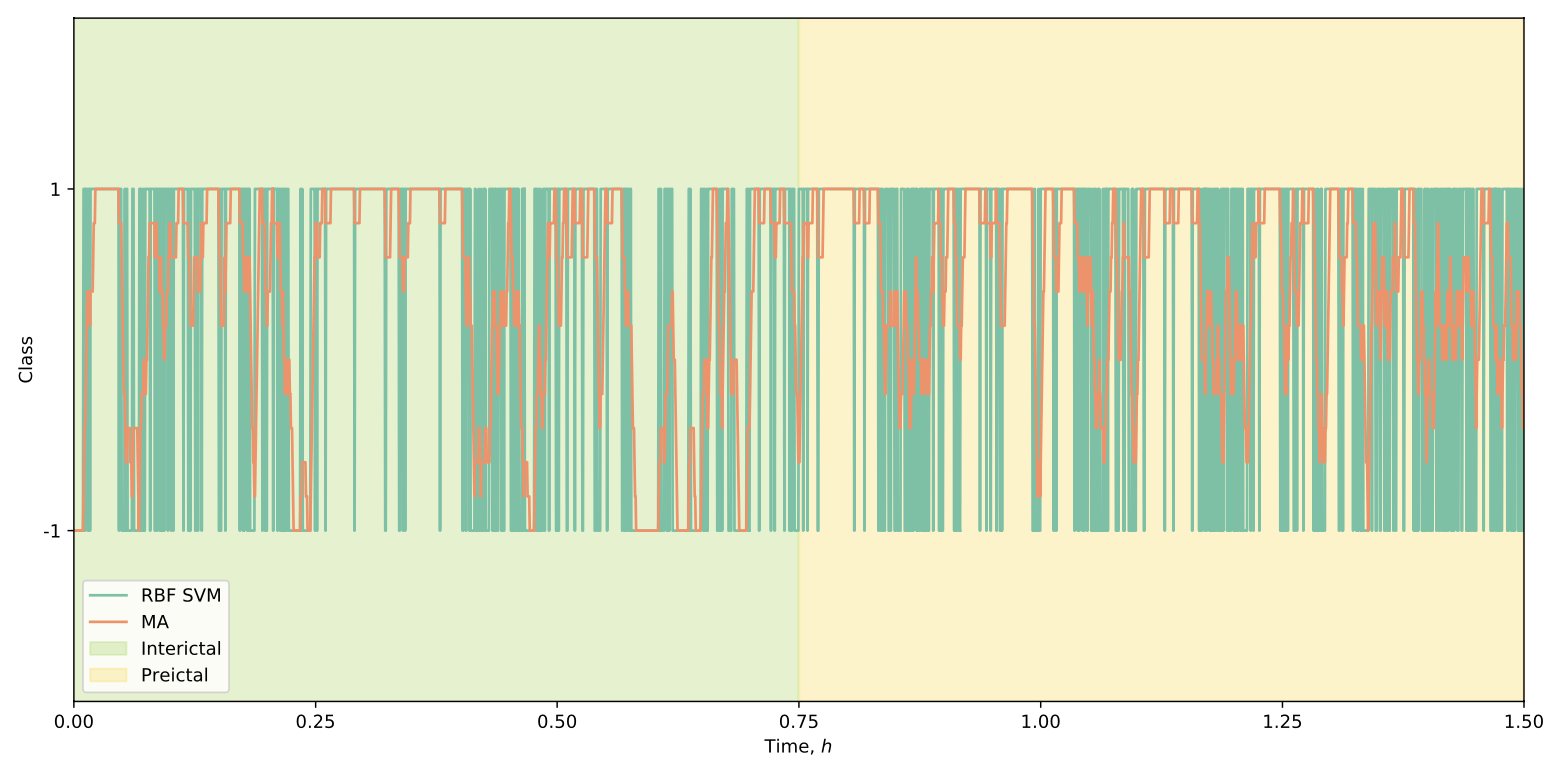 Class
1
-1
RBF SVM
MA
Interictal
Preictal
0.00 0.25 0.50 0.75 1.00 1.25 1.50
Time, h